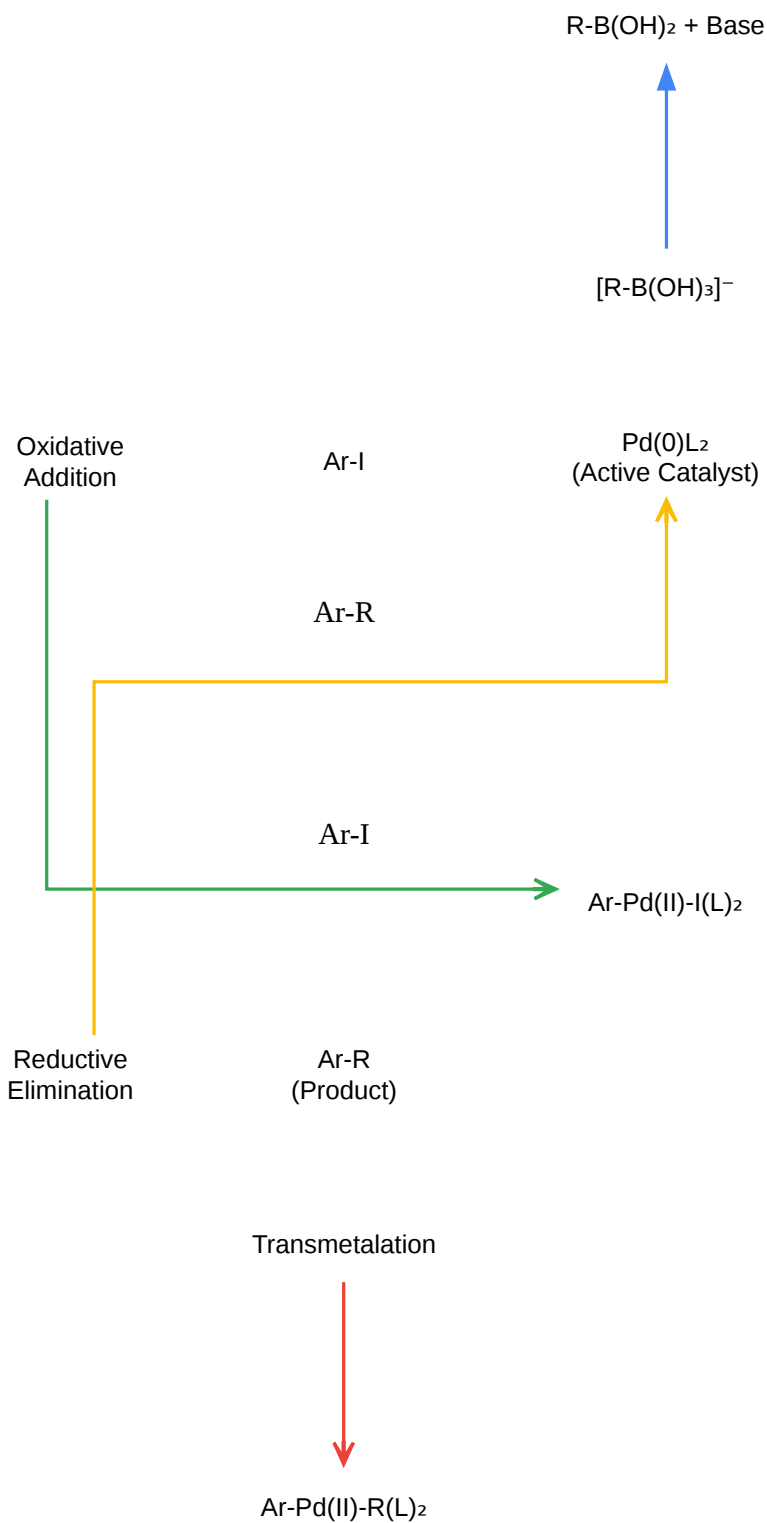 R-B(OH)₂ + Base
[R-B(OH)₃]⁻
Oxidative
Addition
Ar-I
Pd(0)L₂
(Active Catalyst)
Ar-R
Ar-I
Ar-Pd(II)-I(L)₂
Reductive
Elimination
Ar-R
(Product)
Transmetalation
Ar-Pd(II)-R(L)₂